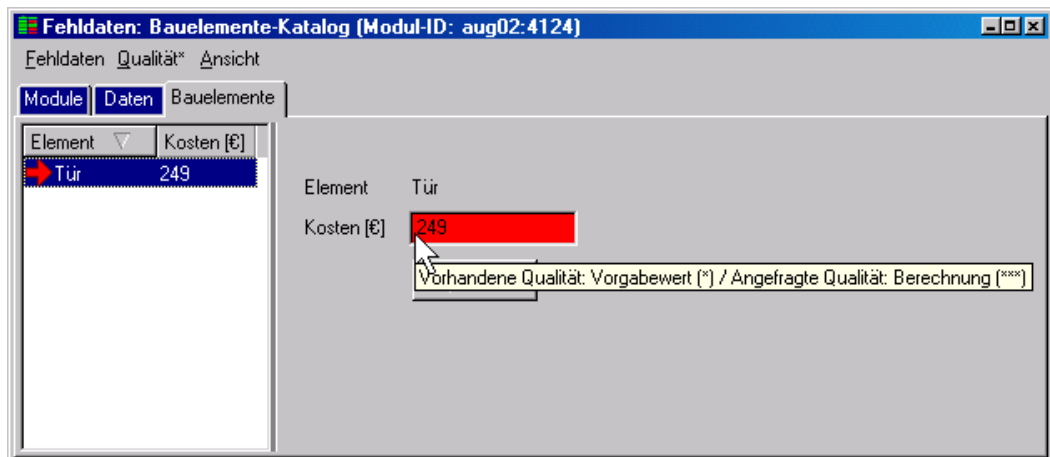 Fehldaten: Bauelemente-Katalog (Modul-ID: aug02:4124)
Fehldaten Qualität* Ansicht
Module Daten Bauelemente
Element Kosten [€]
Tür 249
Element Tür
Kosten [€] 249
Vorhandene Qualität: Vorgabewert (*) / Angefragte Qualität: Berechnung (***)